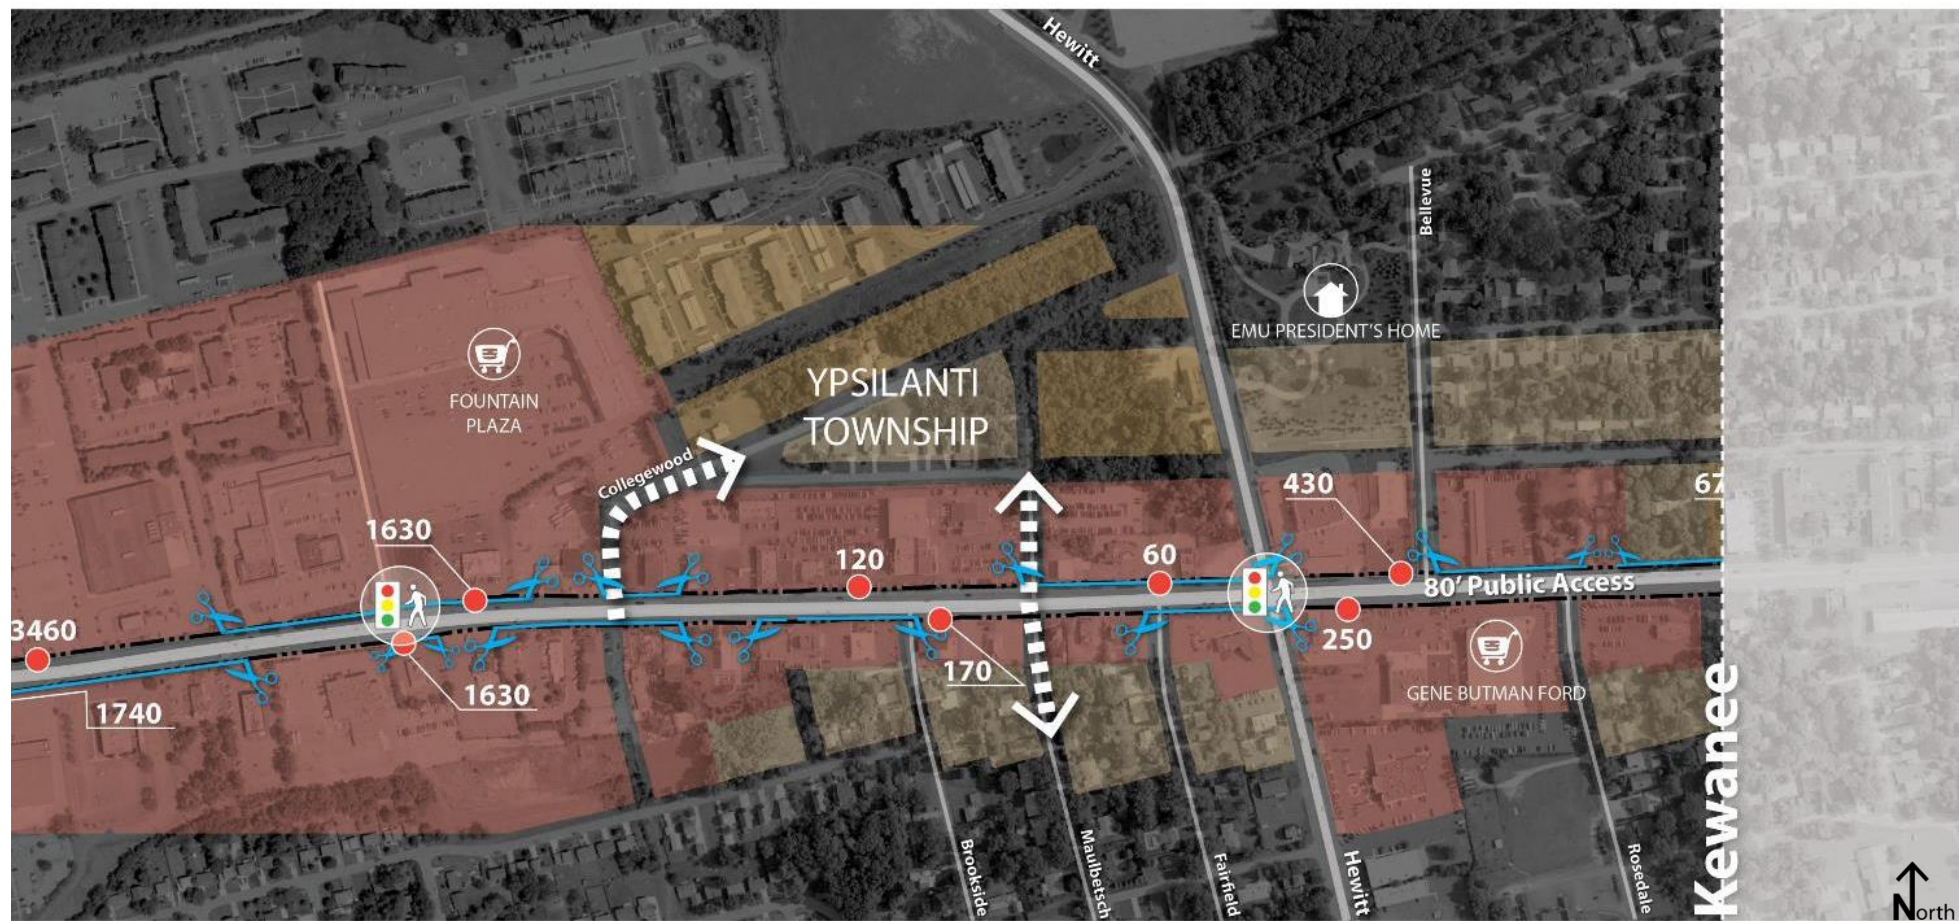 Hewitt
Bellevue
EMU PRESIDENT'S HOME
FOUNTAIN
PLAZA
YPSILANTI
TOWNSHIP
Collegewood
430
67
1630
120
60
80' Public Access
3460
250
170
1630
1740
GENE BUTMAN FORD
Kewanee
Brookside
Maulbetsch
Fairfield
Hewitt
Rosedale
North